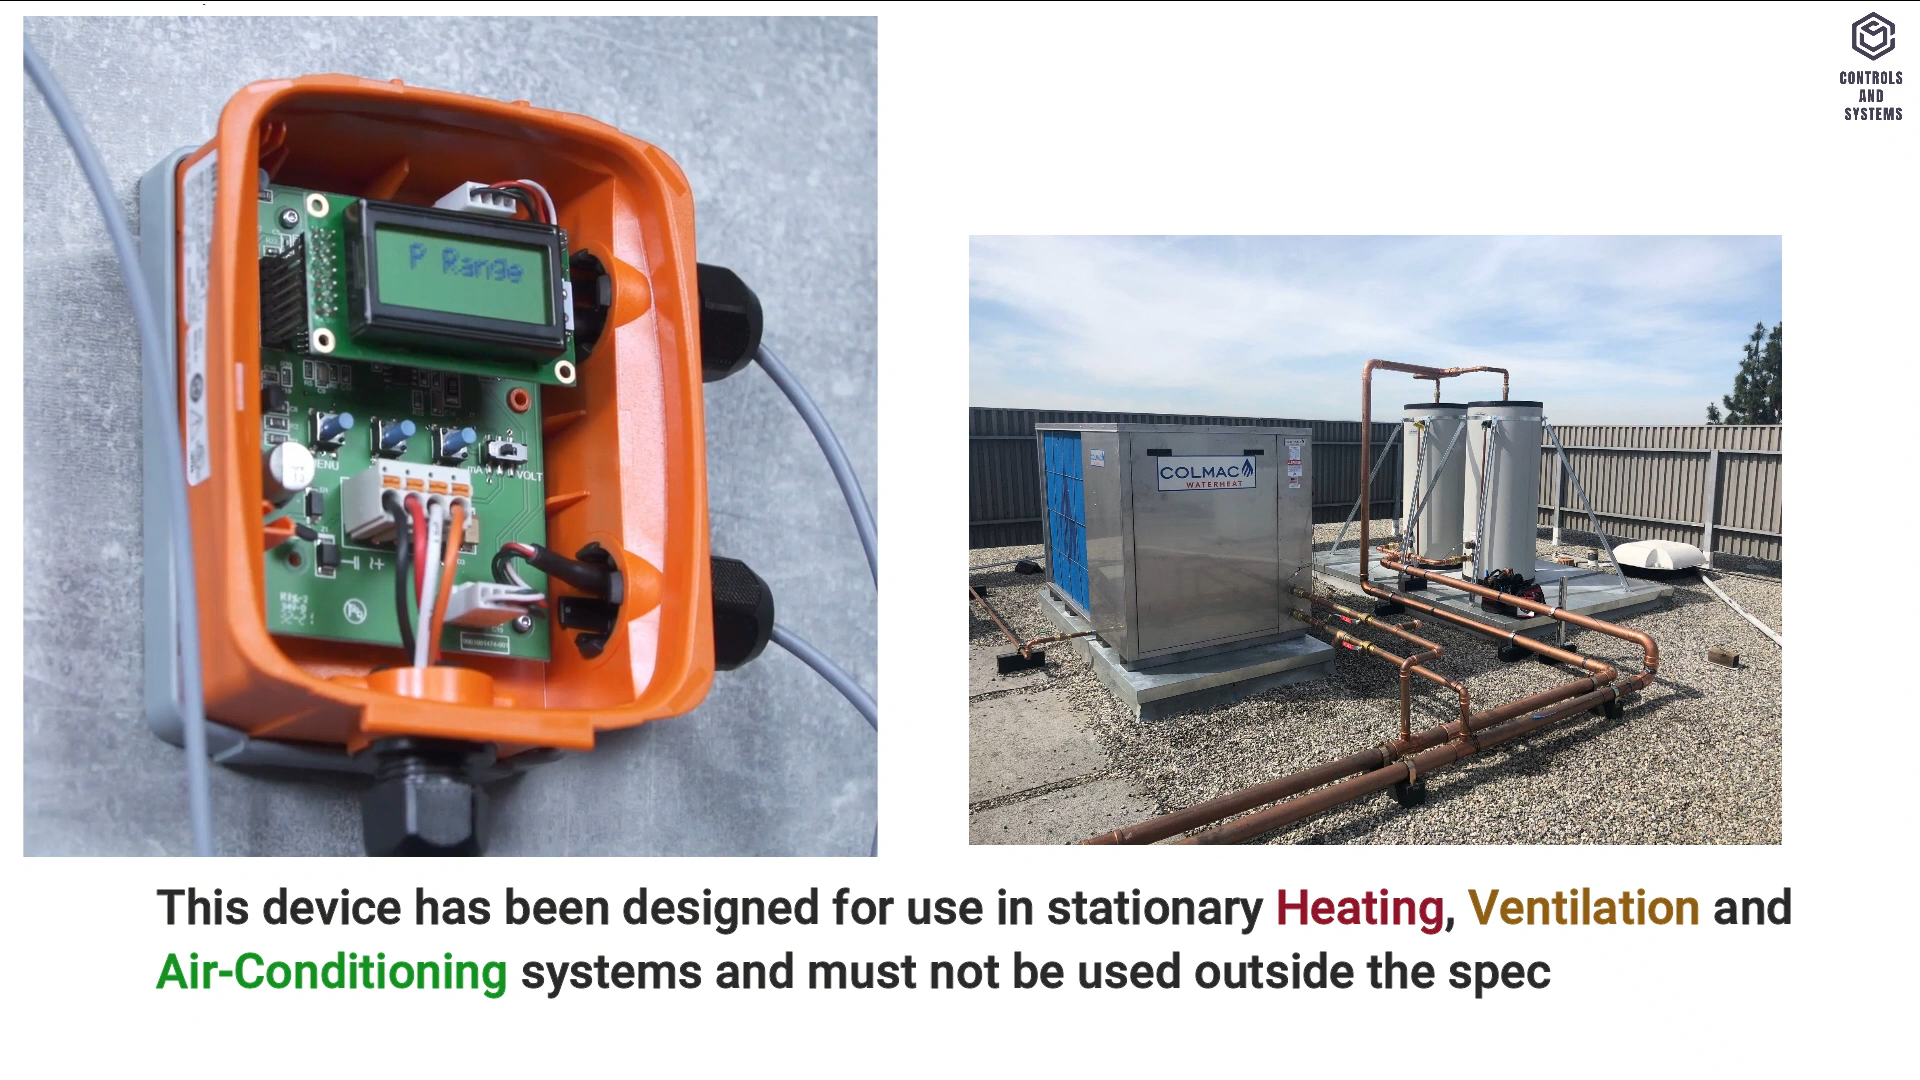 CONTROLS
AND
SYSTEMS
P Range
MENU
mA
VOLT
COLMAC
WATERHEAT
This device has been designed for use in stationary Heating, Ventilation and
Air-Conditioning systems and must not be used outside the spec